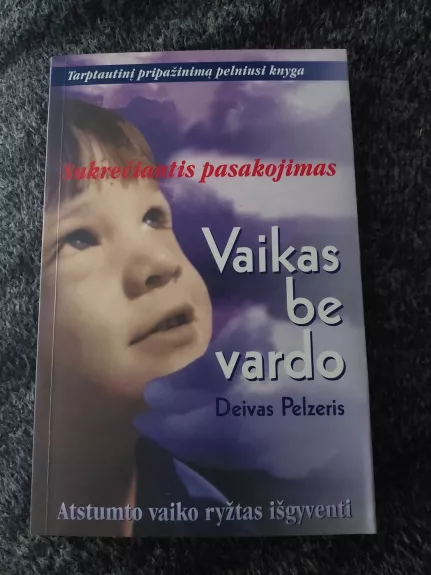 Tarptautinį pripažinimą pelniusi knyga
Sukrečiantis pasakojimas
Vaikas
be
vardo
Deivas Pelzeris
Atstumto vaiko ryžtas išgyventi